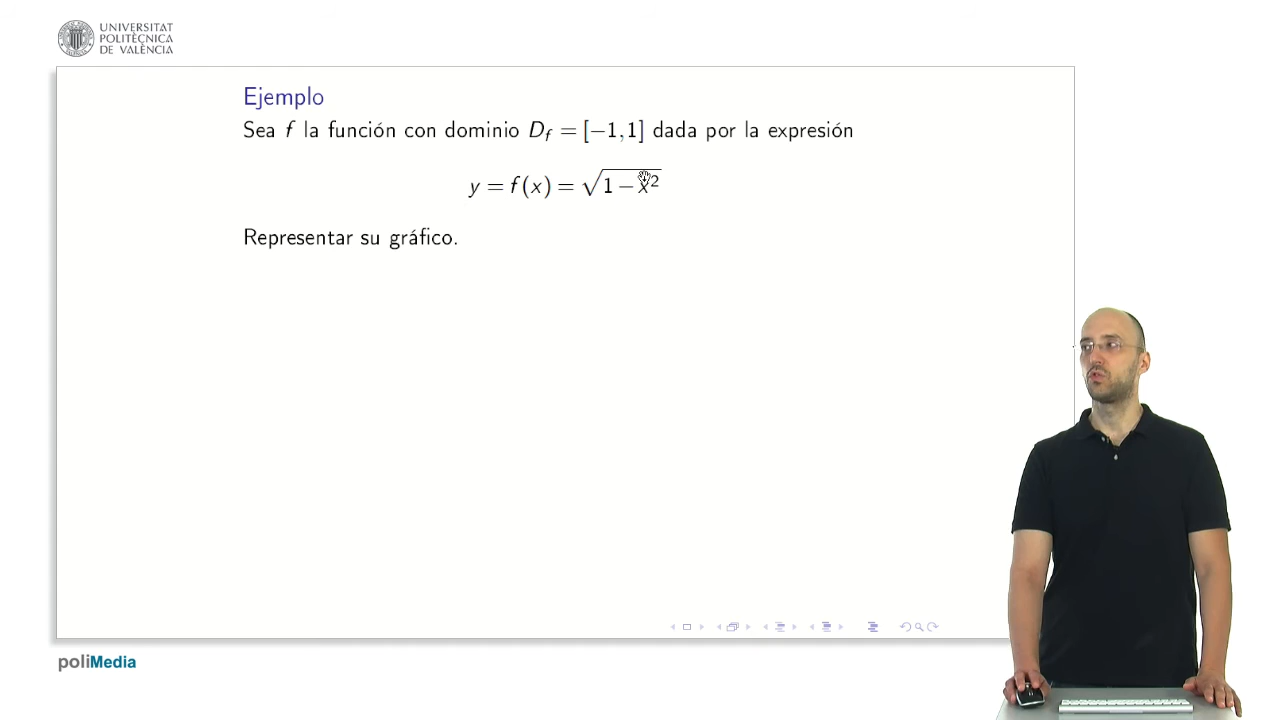 UNIVERSITAT
POLITÈCNICA
DE VALÈNCIA
Ejemplo
Sea f la función con dominio D_f = [−1, 1] dada por la expresión
y = f(x) = √(1 − x²)
Representar su gráfico.
poliMedia